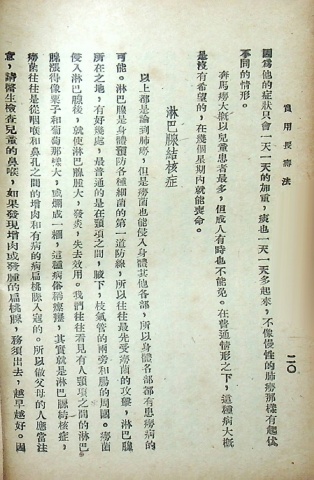 實用長壽法
二〇
因為他的症狀只會一天一天的加重，痰也一天一天多起來，不像慢性的肺癆那樣有起伏
不同的情形。
奔馬癆大概以兒童患者最多，但成人有時也不能免。在普通情形之下，這種病大概
是沒有希望的，在幾個星期內就能喪命。
淋巴腺結核症
以上都是論到肺癆，但是癆菌也能侵入身體其他各部，所以身體各部都有患癆病的
可能。淋巴腺是身體預防各種細菌的第一道防線，所以往往最先受癆菌的攻擊，淋巴腺
所在之地，有好幾處，最普通的是在頸項之間，腋下，枝氣管的兩旁和腸的周圍。癆菌
侵入淋巴腺後，就使淋巴腺腫大，發炎，失去效用。我們往往看見有人頸項之間的淋巴
腺漲得像栗子和葡萄那樣大，或爛成一糊，這種病俗稱瘰癧，其實就是淋巴腺結核症，
癆菌往往是從咽喉和鼻孔之間的增肉和有病的病扁桃腺入寇的。所以做父母的人應當注
意，請醫生檢查兒童的鼻喉，如果發現增肉或發腫的扁桃腺，務須出去，越早越好。因